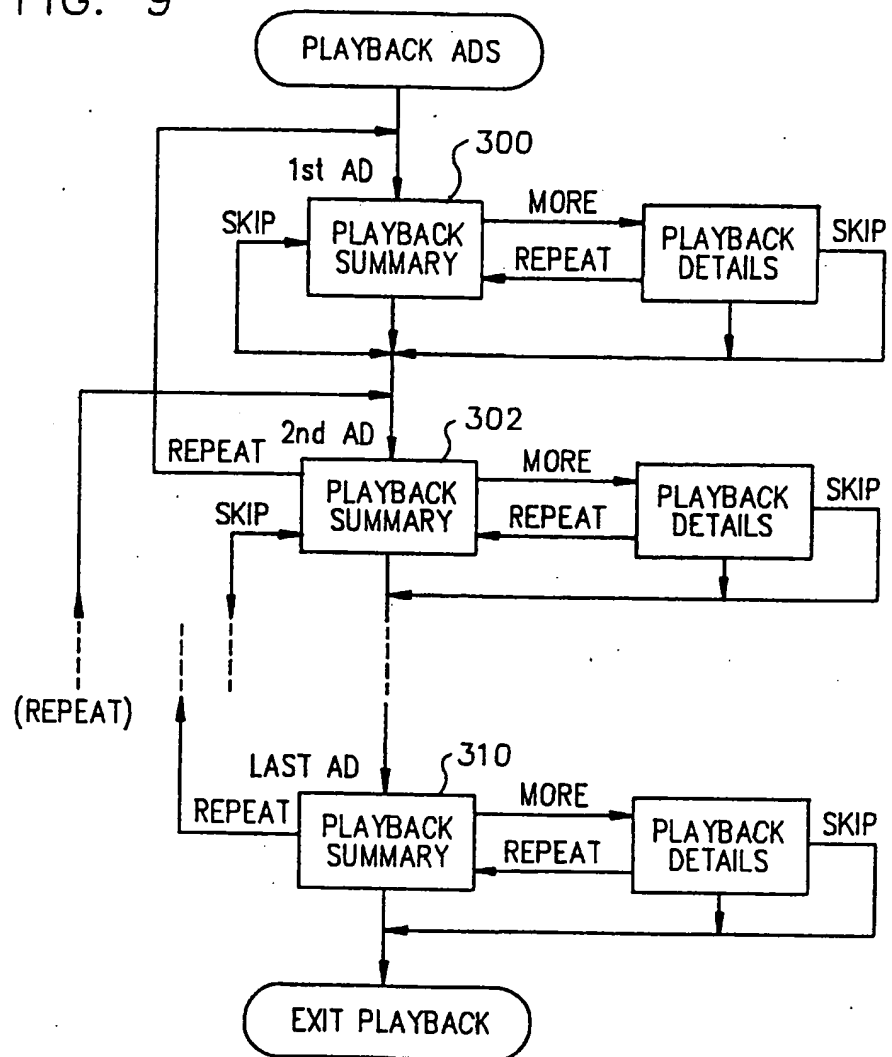 FIG. 9
PLAYBACK ADS
300
1st AD
SKIP
PLAYBACK
SUMMARY
MORE
REPEAT
PLAYBACK
DETAILS
SKIP
302
2nd AD
REPEAT
SKIP
PLAYBACK
SUMMARY
MORE
REPEAT
PLAYBACK
DETAILS
SKIP
(REPEAT)
310
LAST AD
REPEAT
PLAYBACK
SUMMARY
MORE
REPEAT
PLAYBACK
DETAILS
SKIP
EXIT PLAYBACK